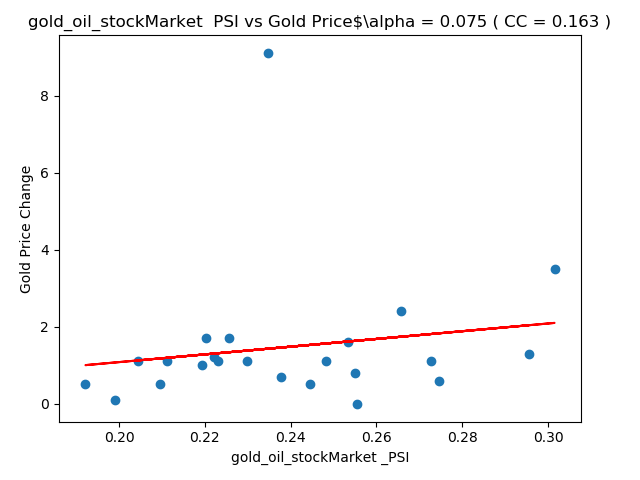 gold_oil_stockMarket  PSI vs Gold Price$\alpha = 0.075 ( CC = 0.163 )
Gold Price Change
8
6
4
2
0
0.20 0.22 0.24 0.26 0.28 0.30
gold_oil_stockMarket _PSI